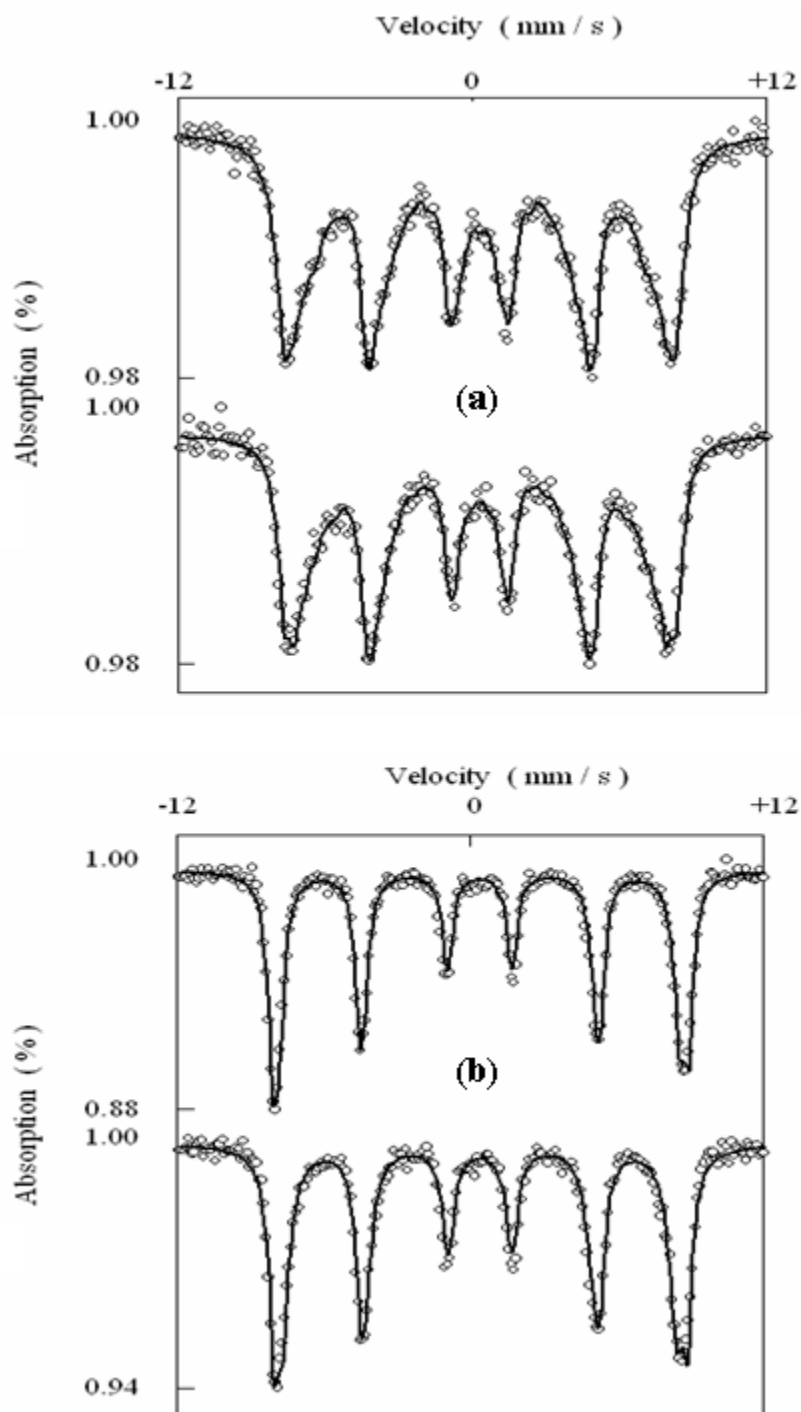 Velocity ( mm / s )
-12 0 +12
1.00
Absorption (%)
0.98
(a)
1.00
0.98
Velocity ( mm / s )
-12 0 +12
1.00
Absorption (%)
(b)
0.88
1.00
0.94